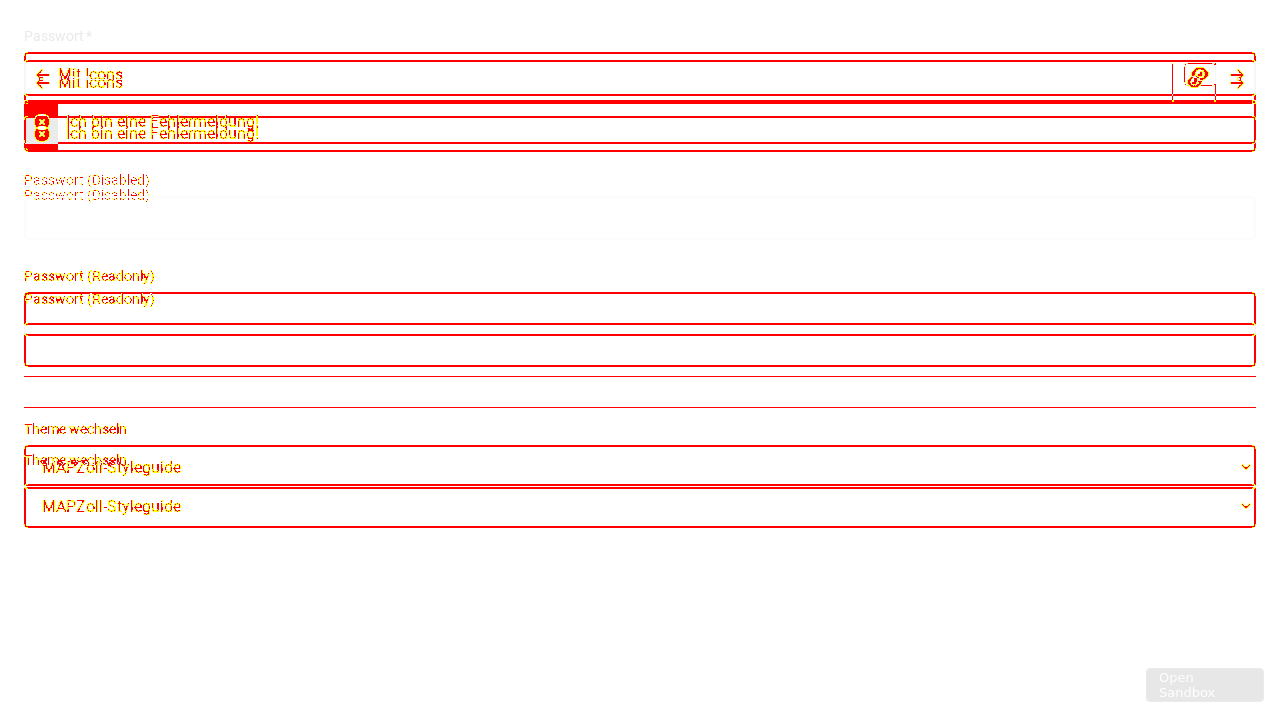 Passwort *
Mit Icons
Mit Icons
Ich bin eine Fehlermeldung!
Ich bin eine Fehlermeldung!
Passwort (Disabled)
Passwort (Disabled)
Passwort (Readonly)
Passwort (Readonly)
Theme wechseln
Theme wechseln
MAPZoll-Styleguide
MAPZoll-Styleguide
Open
Sandbox